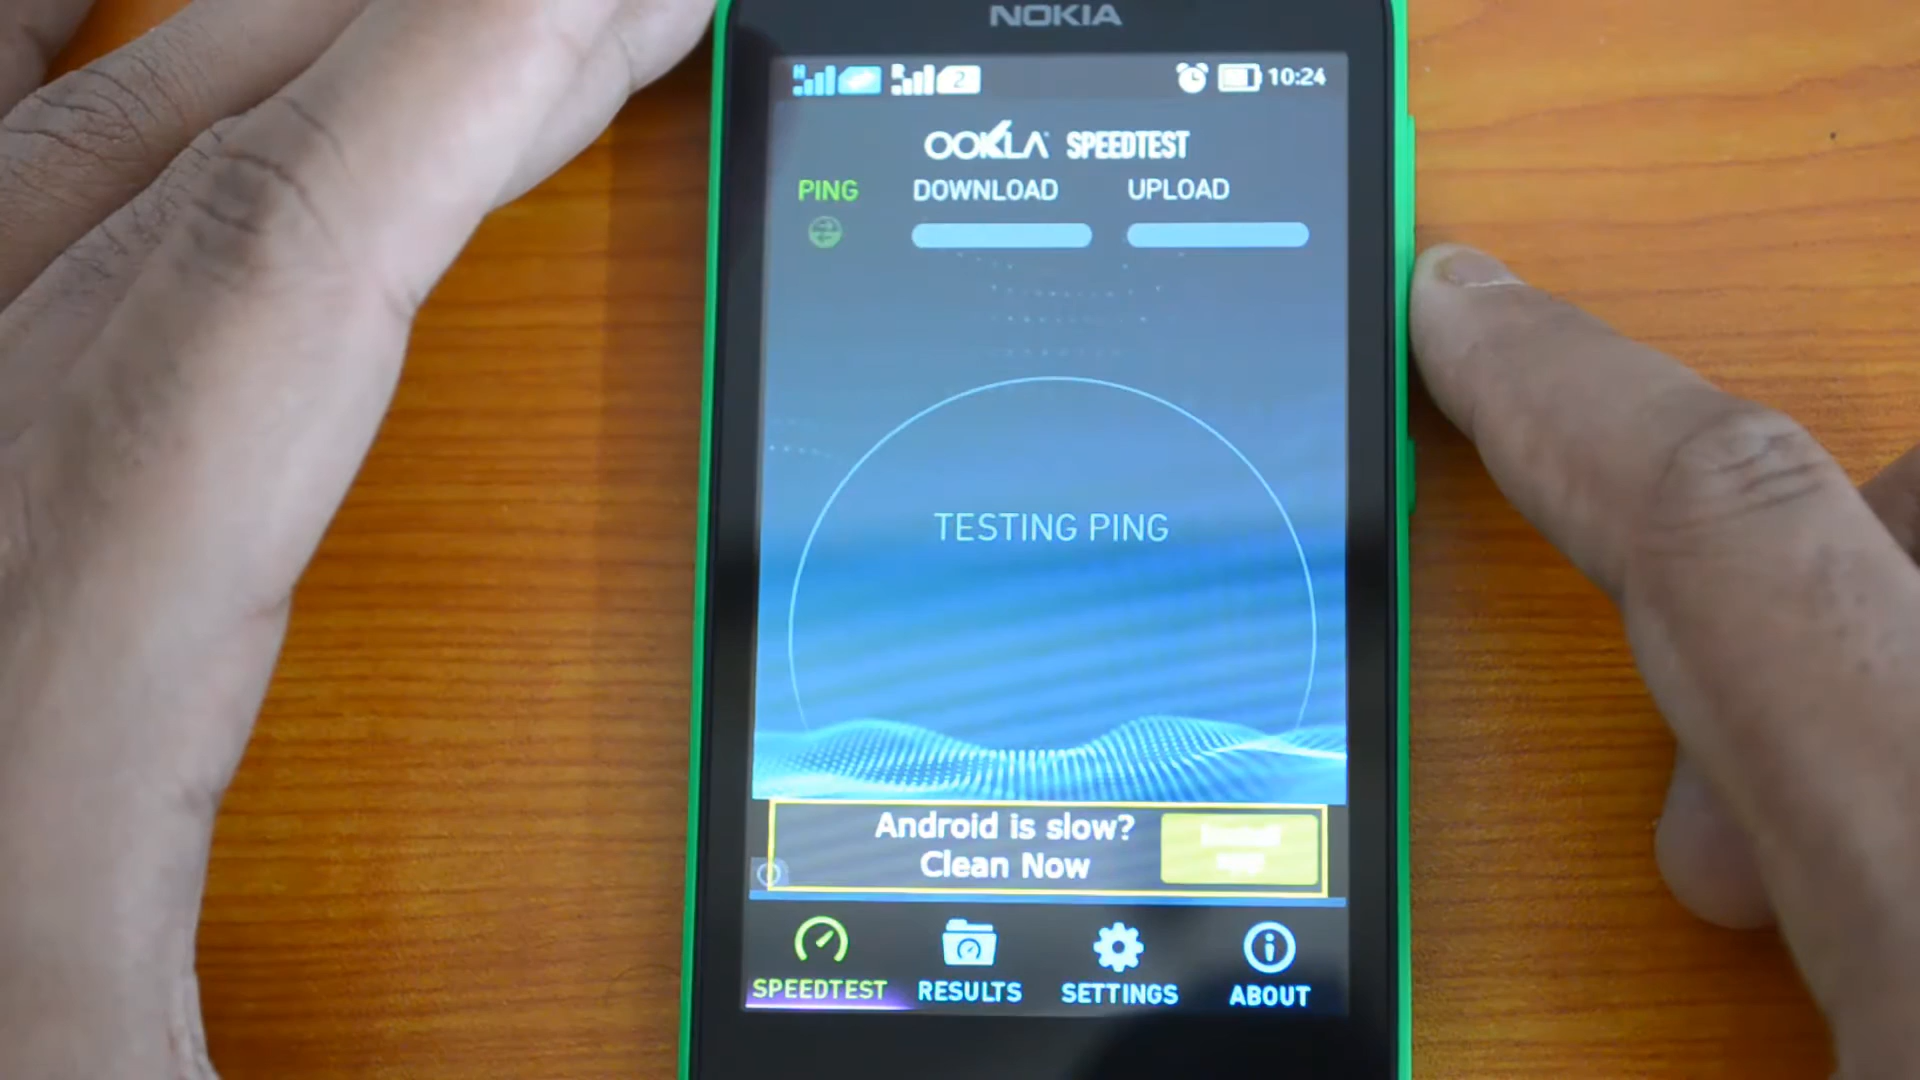 NOKIA
H R 2 10:24
OOKLA SPEEDTEST
PING DOWNLOAD UPLOAD
TESTING PING
Android is slow?
Clean Now
SPEEDTEST RESULTS SETTINGS ABOUT